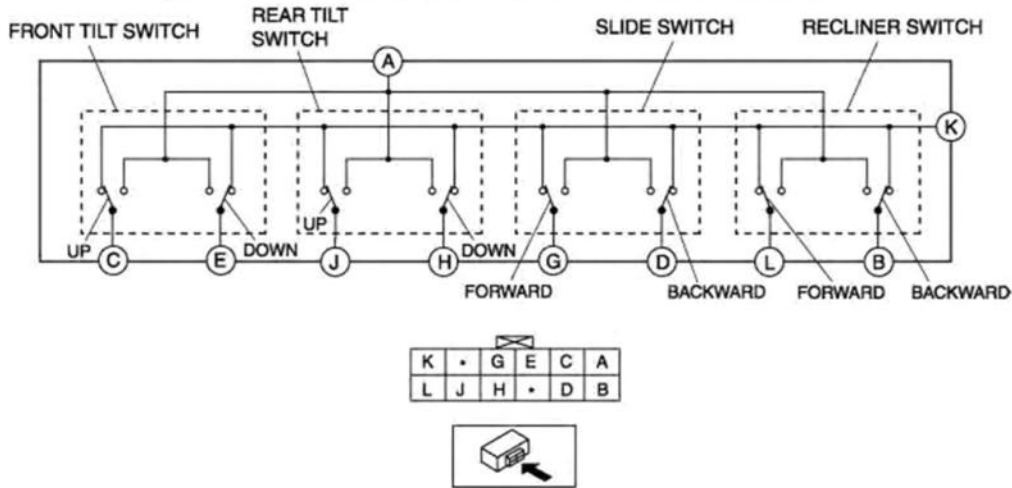 FRONT TILT SWITCH
REAR TILT
SWITCH
SLIDE SWITCH
RECLINER SWITCH
A
K
UP
DOWN
UP
DOWN
C
E
J
H
G
D
L
B
FORWARD
BACKWARD
FORWARD
BACKWARD
K * G E C A
L J H * D B